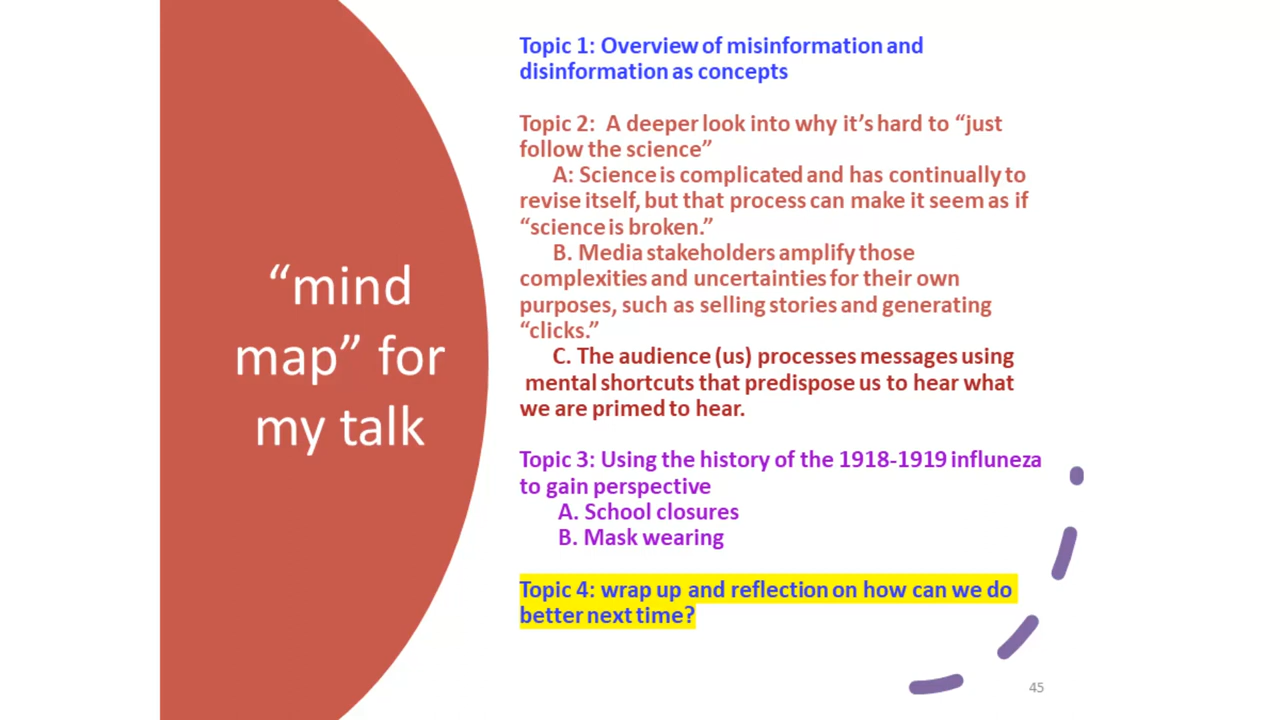 “mind
map” for
my talk
Topic 1: Overview of misinformation and
disinformation as concepts
Topic 2:  A deeper look into why it’s hard to “just
follow the science”
A: Science is complicated and has continually to
revise itself, but that process can make it seem as if
“science is broken.”
B. Media stakeholders amplify those
complexities and uncertainties for their own
purposes, such as selling stories and generating
“clicks.”
C. The audience (us) processes messages using
mental shortcuts that predispose us to hear what
we are primed to hear.
Topic 3: Using the history of the 1918-1919 influneza
to gain perspective
A. School closures
B. Mask wearing
Topic 4: wrap up and reflection on how can we do
better next time?
45